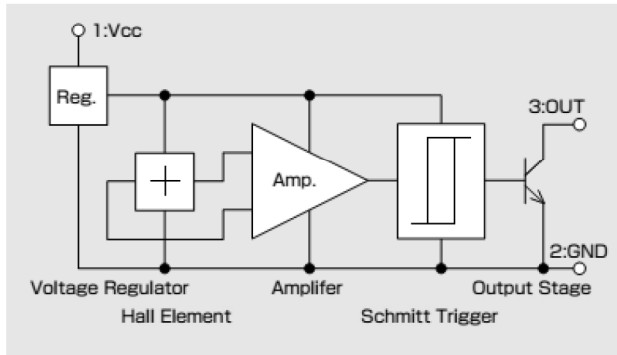 1:Vcc
Reg.
3:OUT
Amp.
2:GND
Voltage Regulator
Amplifer
Output Stage
Hall Element
Schmitt Trigger